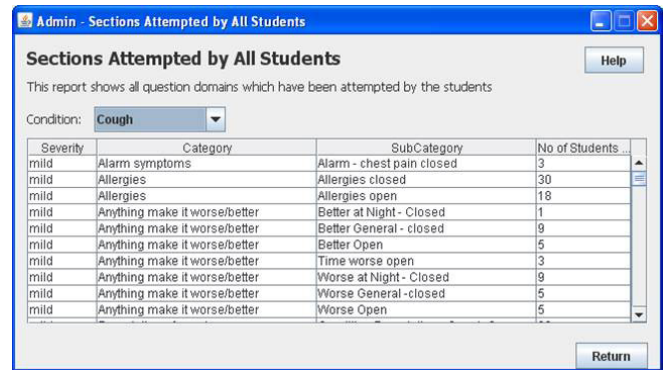 Admin - Sections Attempted by All Students
Sections Attempted by All Students
Help
This report shows all question domains which have been attempted by the students
Condition: Cough
Severity Category SubCategory No of Students ...
mild Alarm symptoms Alarm - chest pain closed 3
mild Allergies Allergies closed 30
mild Allergies Allergies open 18
mild Anything make it worse/better Better at Night - Closed 1
mild Anything make it worse/better Better General - closed 9
mild Anything make it worse/better Better Open 5
mild Anything make it worse/better Time worse open 3
mild Anything make it worse/better Worse at Night - Closed 9
mild Anything make it worse/better Worse General -closed 5
mild Anything make it worse/better Worse Open 5
Return